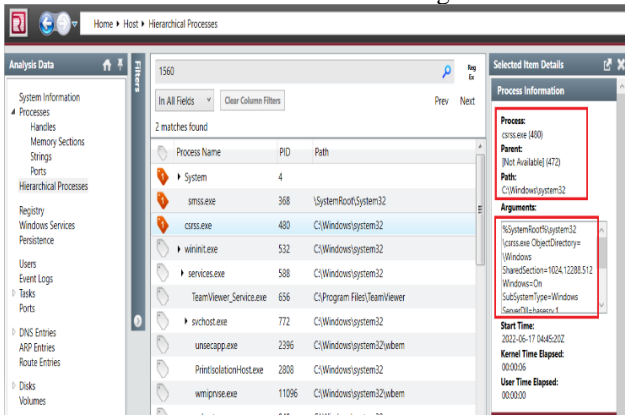 Home ▸ Host ▸ Hierarchical Processes
Analysis Data
System Information
Processes
Handles
Memory Sections
Strings
Ports
Hierarchical Processes
Registry
Windows Services
Persistence
Users
Event Logs
Tasks
Ports
DNS Entries
ARP Entries
Route Entries
Disks
Volumes
Filters
1560
Reg
Ex
In All Fields
Clear Column Filters
Prev Next
2 matches found
Process Name PID Path
System 4
smss.exe 368 \SystemRoot\System32
csrss.exe 480 C:\Windows\system32
wininit.exe 532 C:\Windows\system32
services.exe 588 C:\Windows\system32
TeamViewer_Service.exe 656 C:\Program Files\TeamViewer
svchost.exe 772 C:\Windows\system32
unsecapp.exe 2396 C:\Windows\system32\wbem
PrintIsolationHost.exe 2808 C:\Windows\system32
wmiprvse.exe 11096 C:\Windows\system32\wbem
Selected Item Details
Process Information
Process:
csrss.exe (480)
Parent:
[Not Available] (472)
Path:
C:\Windows\system32
Arguments:
%SystemRoot%\system32
\csrss.exe ObjectDirectory=
\Windows
SharedSection=1024,12288,512
Windows=On
SubSystemType=Windows
ServerDll=basesrv,1
Start Time:
2022-06-17 04:45:20Z
Kernel Time Elapsed:
00:00:06
User Time Elapsed:
00:00:00